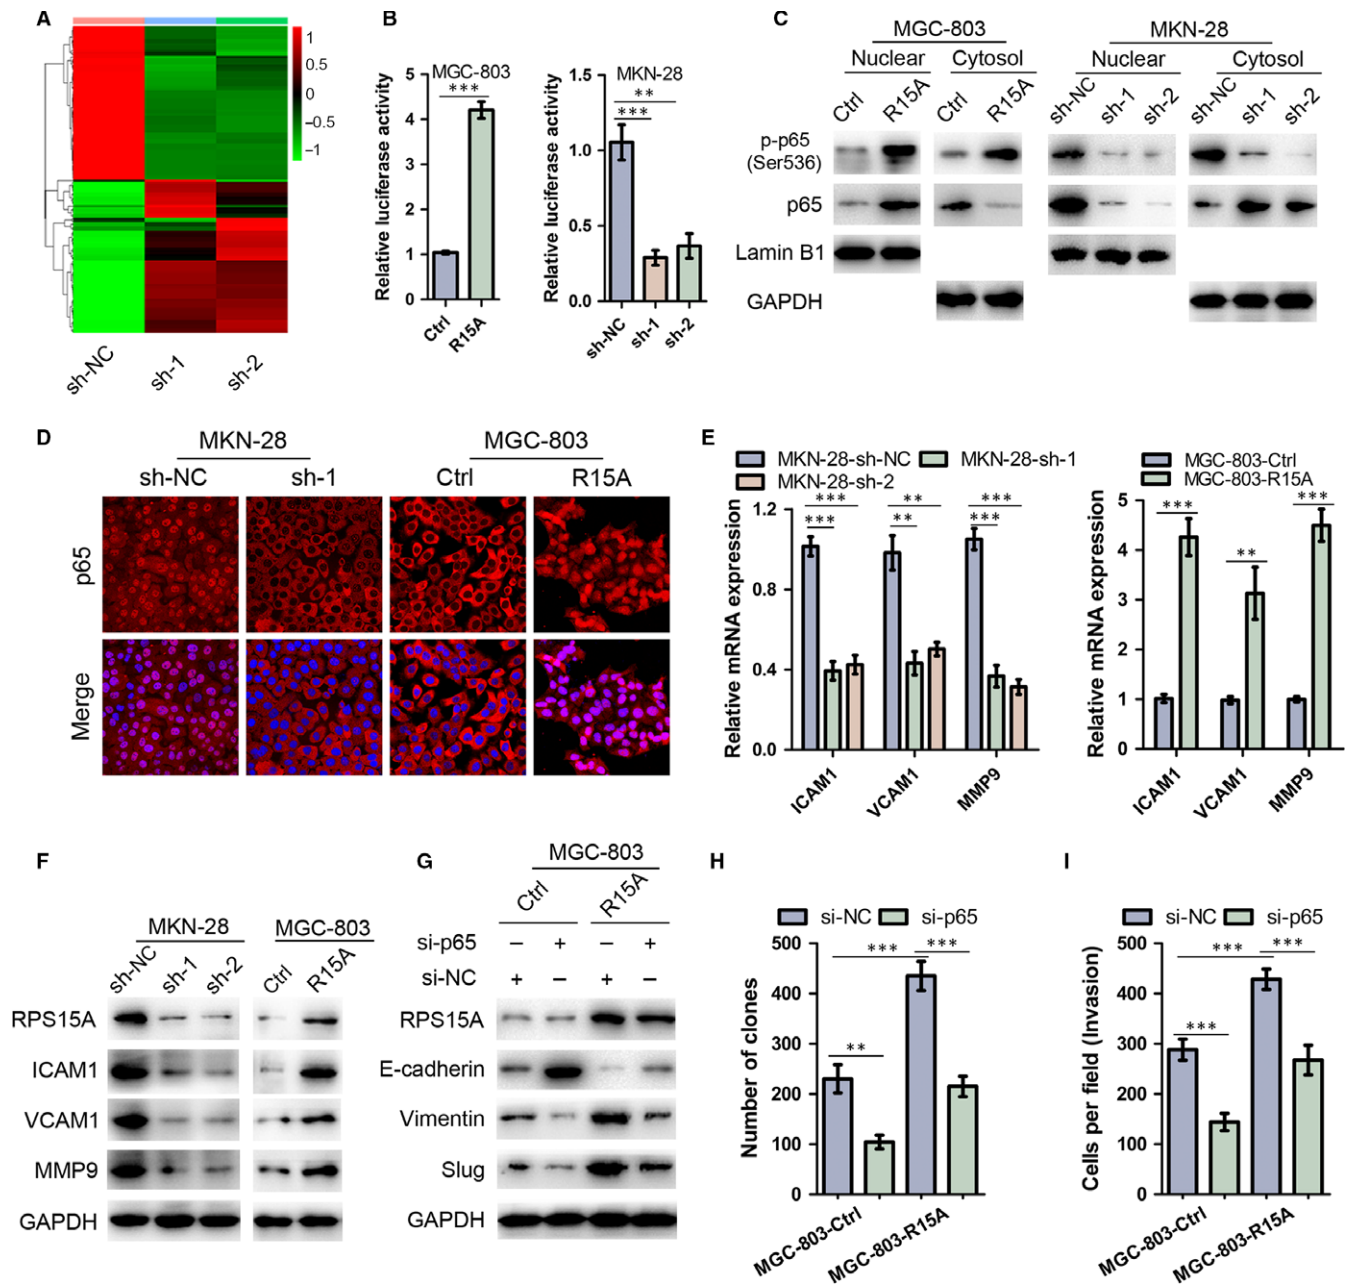 A
1
0.5
0
−0.5
−1
sh-NC
sh-1
sh-2
B
MGC-803
***
Relative luciferase activity
5
4
3
2
1
0
Ctrl
R15A
MKN-28
**
***
Relative luciferase activity
1.5
1.0
0.5
0.0
sh-NC
sh-1
sh-2
C
MGC-803 MKN-28
Nuclear Cytosol Nuclear Cytosol
Ctrl R15A Ctrl R15A sh-NC sh-1 sh-2 sh-NC sh-1 sh-2
p-p65
(Ser536)
p65
Lamin B1
GAPDH
D
MKN-28 MGC-803
sh-NC sh-1 Ctrl R15A
p65
Merge
E
MKN-28-sh-NC MKN-28-sh-1
MKN-28-sh-2
*** ** ***
*** ** ***
Relative mRNA expression
1.2
0.8
0.4
0.0
ICAM1
VCAM1
MMP9
MGC-803-Ctrl
MGC-803-R15A
*** ** ***
Relative mRNA expression
5
4
3
2
1
0
ICAM1
VCAM1
MMP9
F
MKN-28 MGC-803
sh-NC sh-1 sh-2 Ctrl R15A
RPS15A
ICAM1
VCAM1
MMP9
GAPDH
G
MGC-803
Ctrl R15A
si-p65 − + − +
si-NC + − + −
RPS15A
E-cadherin
Vimentin
Slug
GAPDH
H
si-NC si-p65
*** ***
**
Number of clones
500
400
300
200
100
0
MGC-803-Ctrl
MGC-803-R15A
I
si-NC si-p65
*** ***
***
Cells per field (Invasion)
500
400
300
200
100
0
MGC-803-Ctrl
MGC-803-R15A